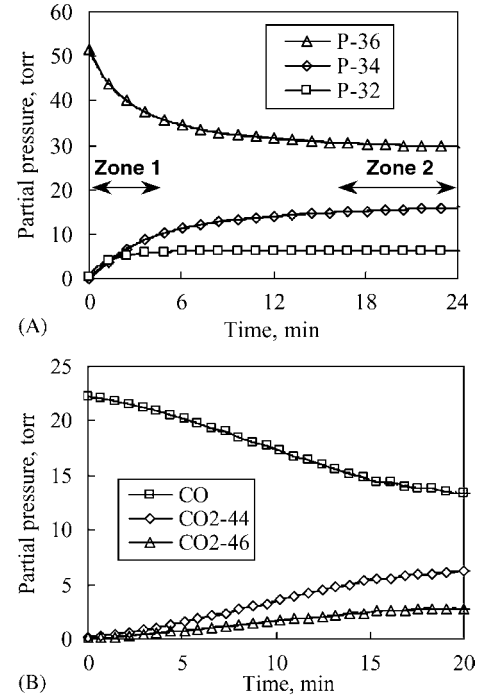 60
50
40
30
20
10
0
Partial pressure, torr
P-36
P-34
P-32
Zone 1
Zone 2
0 6 12 18 24
(A)
Time, min
25
20
15
10
5
0
Partial pressure, torr
CO
CO2-44
CO2-46
0 5 10 15 20
(B)
Time, min